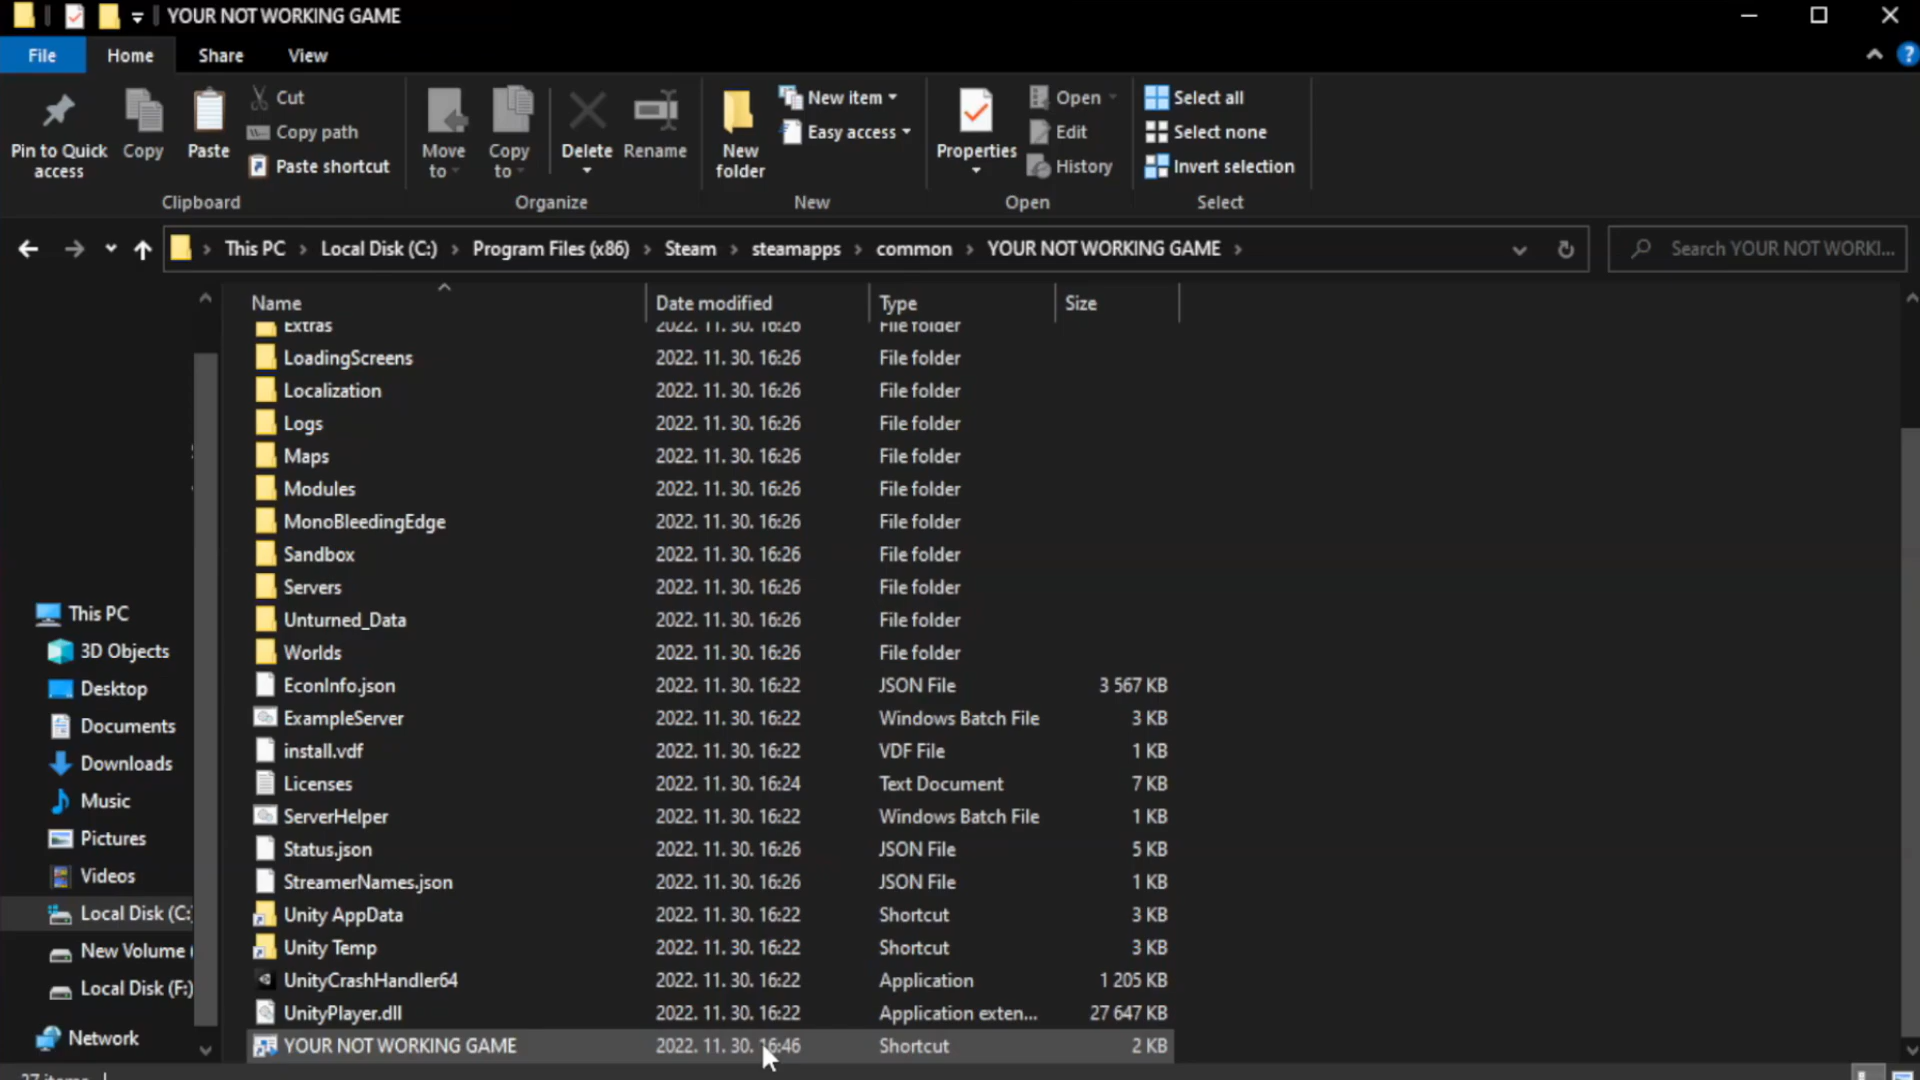 YOUR NOT WORKING GAME
File Home Share View
Pin to Quick access
Copy
Paste
Cut
Copy path
Paste shortcut
Clipboard
Move to
Copy to
Delete
Rename
Organize
New folder
New item
Easy access
New
Properties
Open
Edit
History
Open
Select all
Select none
Invert selection
Select
This PC › Local Disk (C:) › Program Files (x86) › Steam › steamapps › common › YOUR NOT WORKING GAME ›
Search YOUR NOT WORKI...
This PC
3D Objects
Desktop
Documents
Downloads
Music
Pictures
Videos
Local Disk (C:
New Volume (
Local Disk (F:)
Network
Name Date modified Type Size
Extras 2022. 11. 30. 16:26 File folder
LoadingScreens 2022. 11. 30. 16:26 File folder
Localization 2022. 11. 30. 16:26 File folder
Logs 2022. 11. 30. 16:26 File folder
Maps 2022. 11. 30. 16:26 File folder
Modules 2022. 11. 30. 16:26 File folder
MonoBleedingEdge 2022. 11. 30. 16:26 File folder
Sandbox 2022. 11. 30. 16:26 File folder
Servers 2022. 11. 30. 16:26 File folder
Unturned_Data 2022. 11. 30. 16:26 File folder
Worlds 2022. 11. 30. 16:26 File folder
EconInfo.json 2022. 11. 30. 16:22 JSON File 3 567 KB
ExampleServer 2022. 11. 30. 16:22 Windows Batch File 3 KB
install.vdf 2022. 11. 30. 16:22 VDF File 1 KB
Licenses 2022. 11. 30. 16:24 Text Document 7 KB
ServerHelper 2022. 11. 30. 16:22 Windows Batch File 1 KB
Status.json 2022. 11. 30. 16:26 JSON File 5 KB
StreamerNames.json 2022. 11. 30. 16:26 JSON File 1 KB
Unity AppData 2022. 11. 30. 16:22 Shortcut 3 KB
Unity Temp 2022. 11. 30. 16:22 Shortcut 3 KB
UnityCrashHandler64 2022. 11. 30. 16:22 Application 1 205 KB
UnityPlayer.dll 2022. 11. 30. 16:22 Application exten... 27 647 KB
YOUR NOT WORKING GAME 2022. 11. 30. 16:46 Shortcut 2 KB
27 items